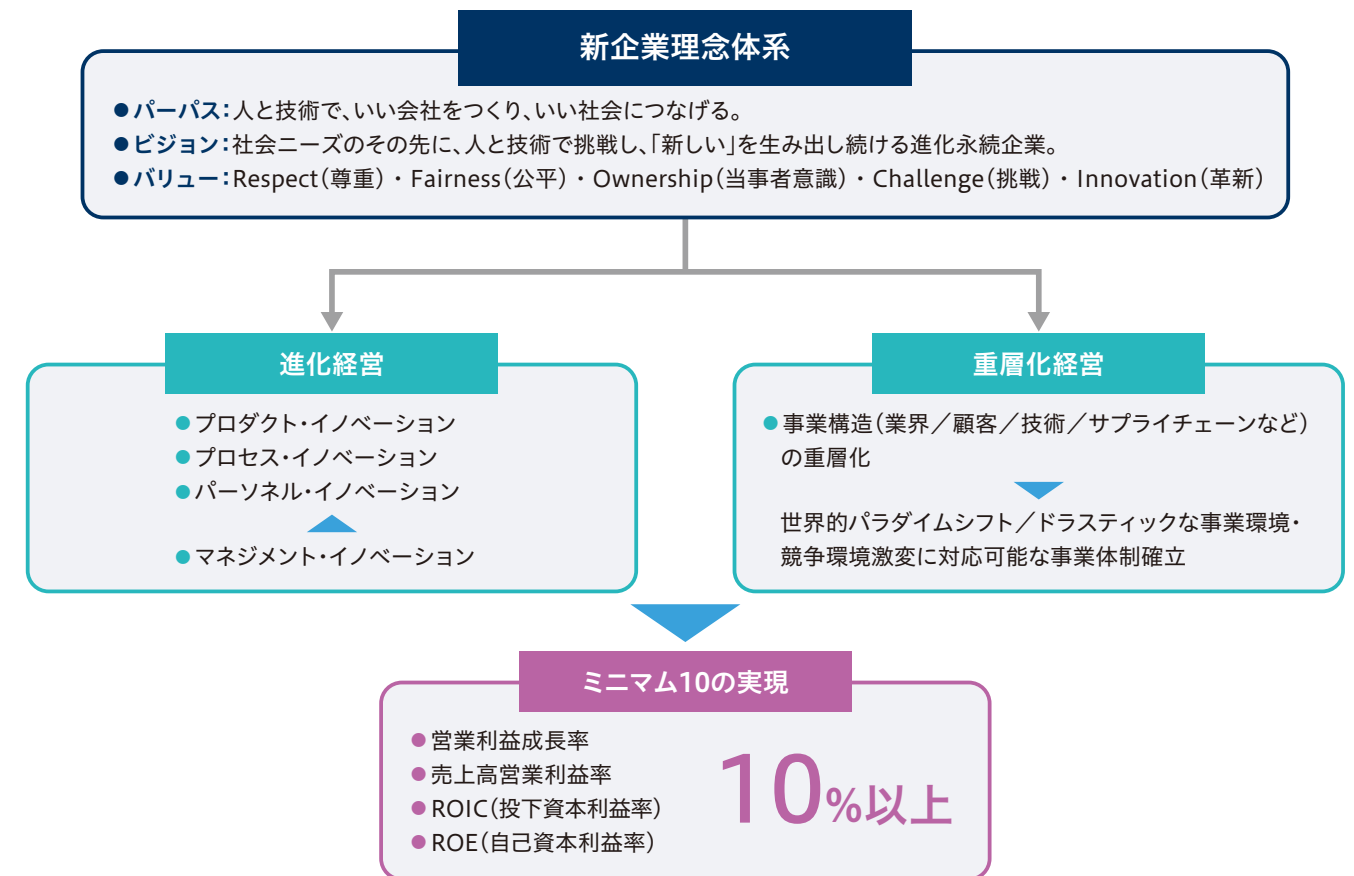 新企業理念体系
●パーパス：人と技術で、いい会社をつくり、いい社会につなげる。
●ビジョン：社会ニーズのその先に、人と技術で挑戦し、「新しい」を生み出し続ける進化永続企業。
●バリュー：Respect（尊重）・Fairness（公平）・Ownership（当事者意識）・Challenge（挑戦）・Innovation（革新）
進化経営
●プロダクト・イノベーション
●プロセス・イノベーション
●パーソネル・イノベーション
●マネジメント・イノベーション
重層化経営
●事業構造（業界／顧客／技術／サプライチェーンなど）
の重層化
世界的パラダイムシフト／ドラスティックな事業環境・
競争環境激変に対応可能な事業体制確立
ミニマム10の実現
●営業利益成長率
●売上高営業利益率
●ROIC（投下資本利益率）
●ROE（自己資本利益率）
10%以上